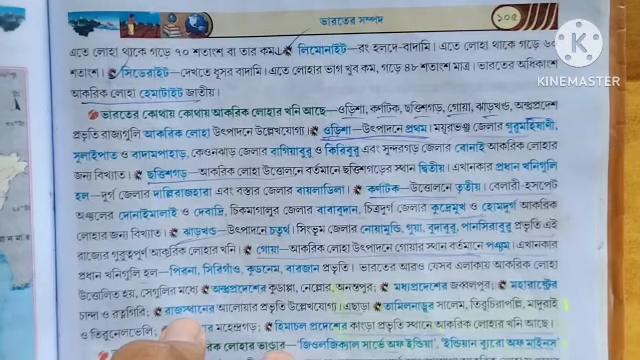 ভারতের সম্পদ
১০৫
এতে লোহা থাকে গড়ে ৭০ শতাংশ বা তার কম। লিমোনাইট— রং হলদে-বাদামি। এতে লোহা থাকে গড়ে ৬০
শতাংশ। সিডেরাইট—দেখতে ধূসর বাদামি। এতে লোহার ভাগ খুব কম, গড়ে ৪৮ শতাংশ মাত্র। ভারতের অধিকাংশ
আকরিক লোহা হেমাটাইট জাতীয়।
ভারতের কোথায় কোথায় আকরিক লোহার খনি আছে—ওড়িশা, কর্ণাটক, ছত্তিশগড়, গোয়া, ঝাড়খণ্ড, অন্ধ্রপ্রদেশ
প্রভৃতি রাজ্যগুলি আকরিক লোহা উৎপাদনে উল্লেখযোগ্য। ওড়িশা—উৎপাদনে প্রথম। ময়ূরভঞ্জ জেলার গুরুমহিষানী,
সুলাইপাত ও বাদামপাহাড়, কেওনঝাড় জেলার বাগিয়াবুরু ও কিরিবুরু এবং সুন্দরগড় জেলার বোনাই আকরিক লোহার
জন্য বিখ্যাত। ছত্তিশগড়—আকরিক লোহা উত্তোলনে বর্তমানে ছত্তিশগড়ের স্থান দ্বিতীয়। এখানকার প্রধান খনিগুলি
হল—দুর্গ জেলার দাল্লিরাজহারা এবং বস্তার জেলার বায়লাডিলা। কর্ণাটক—উত্তোলনে তৃতীয়। বেলারী-হসপেট
অঞ্চলের দোনাইমালাই ও দেবাদ্রি, চিকমাগালুর জেলার বাবাবুদান, চিত্রদুর্গ জেলার কুদ্রেমুখ ও হোমদুর্গ আকরিক
লোহার জন্য বিখ্যাত। ঝাড়খণ্ড—উৎপাদনে চতুর্থ। সিংভূম জেলার নোয়ামুন্ডি, গুয়া, বুদাবুরু, পানসিরাবুরু প্রভৃতি এই
রাজ্যের গুরুত্বপূর্ণ আকরিক লোহার খনি। গোয়া—আকরিক লোহা উৎপাদনে গোয়ার স্থান বর্তমানে পঞ্চম। এখানকার
প্রধান খনিগুলি হল—পিরনা, সিরিগাঁও, কুডনেম, বারজান প্রভৃতি। ভারতের আরও যেসব এলাকায় আকরিক লোহা
উত্তোলিত হয়, সেগুলির মধ্যে অন্ধ্রপ্রদেশের কুডাপ্পা, নেল্লোর, অনন্তপুর; মধ্যপ্রদেশের জব্বলপুর; মহারাষ্ট্রের
চান্দা ও রত্নগিরি; রাজস্থানের আলোয়ার প্রভৃতি উল্লেখযোগ্য। এছাড়া তামিলনাড়ুর সালেম, তিরুচিরাপল্লি, মাদুরাই
ও তিরুনেলভেলি; মহেন্দ্রগড়; হিমাচল প্রদেশের কাংড়া প্রভৃতি স্থানে আকরিক লোহার খনি আছে।
লোহার ভান্ডার—'জিওলজিক্যাল সার্ভে অফ ইন্ডিয়া', 'ইন্ডিয়ান ব্যুরো অফ মাইনস'
KINEMASTER